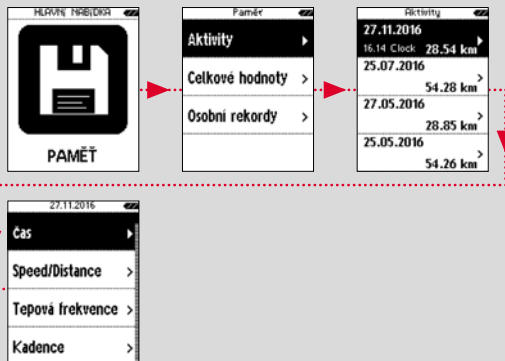 HLAVNÍ NABÍDKA
PAMĚŤ
Paměť
Aktivity
Celkové hodnoty
Osobní rekordy
Aktivity
27.11.2016
16.14 Clock 28.54 km
25.07.2016
54.28 km
27.05.2016
28.85 km
25.05.2016
54.26 km
27.11.2016
Čas
Speed/Distance
Tepová frekvence
Kadence